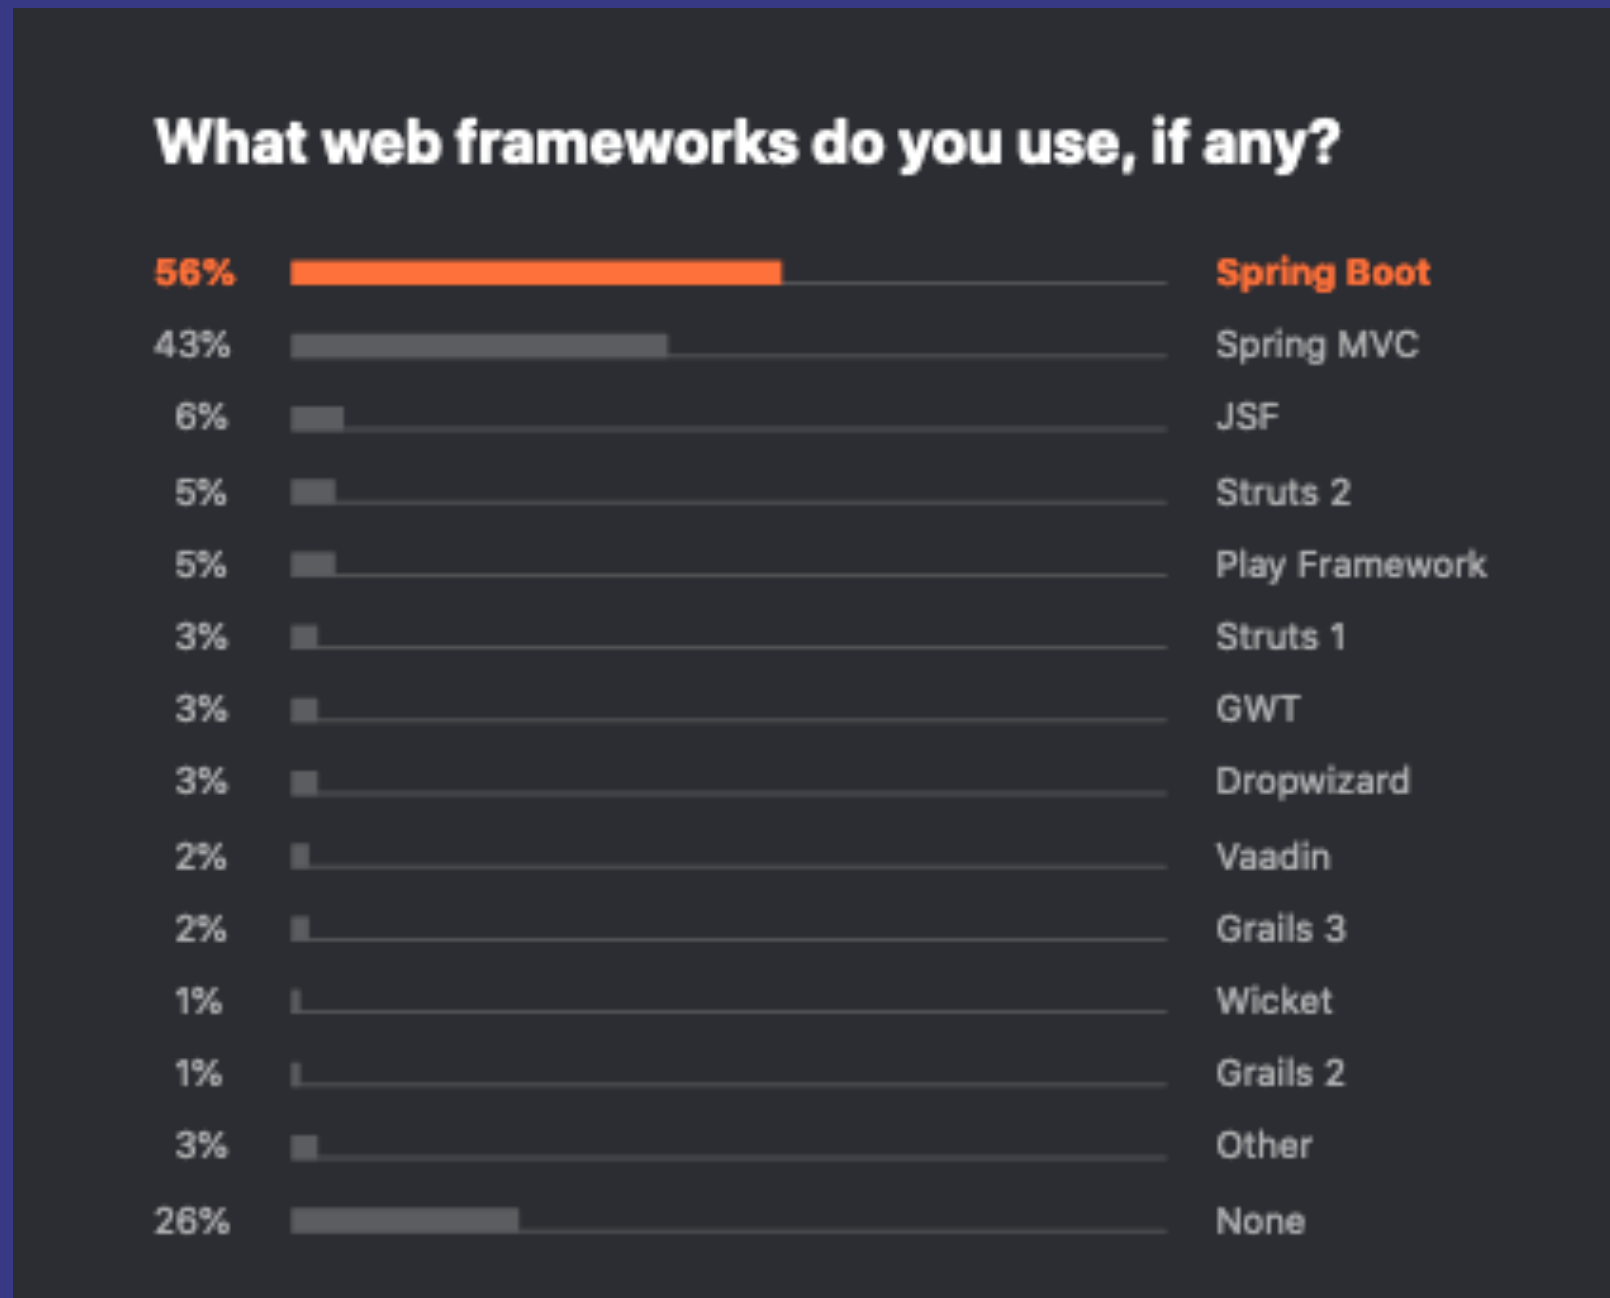 What web frameworks do you use, if any?
56% Spring Boot
43% Spring MVC
6% JSF
5% Struts 2
5% Play Framework
3% Struts 1
3% GWT
3% Dropwizard
2% Vaadin
2% Grails 3
1% Wicket
1% Grails 2
3% Other
26% None